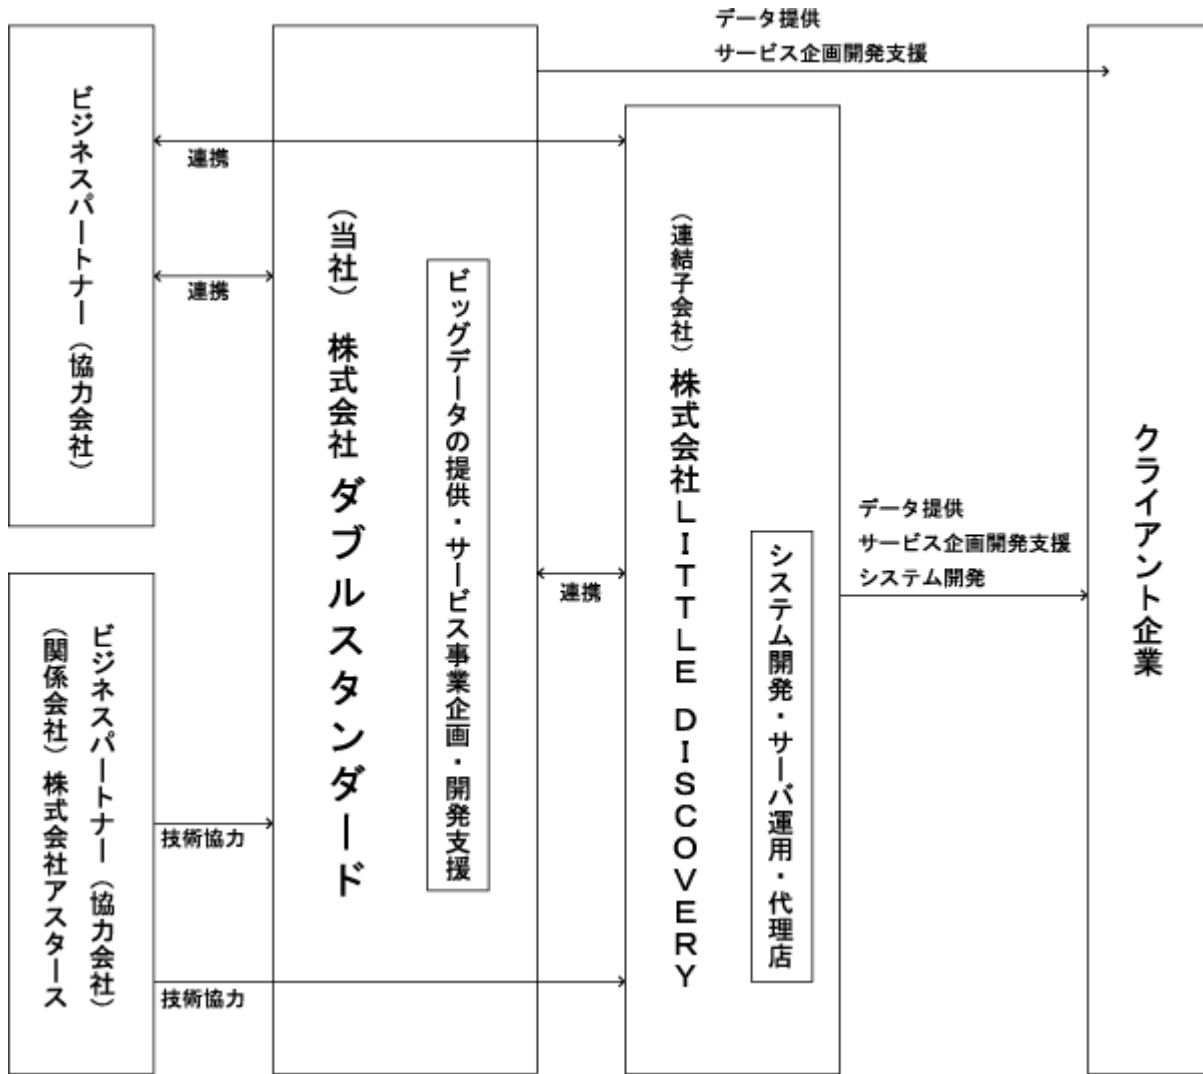 データ提供
サービス企画開発支援
ビジネスパートナー（協力会社）
連携
連携
（当社） 株式会社 ダブルスタンダード
ビッグデータの提供・サービス事業企画・開発支援
（連結子会社）株式会社LITTLE DISCOVERY
システム開発・サーバ運用・代理店
連携
データ提供
サービス企画開発支援
システム開発
クライアント企業
ビジネスパートナー（協力会社）
（関係会社）株式会社アスタース
技術協力
技術協力